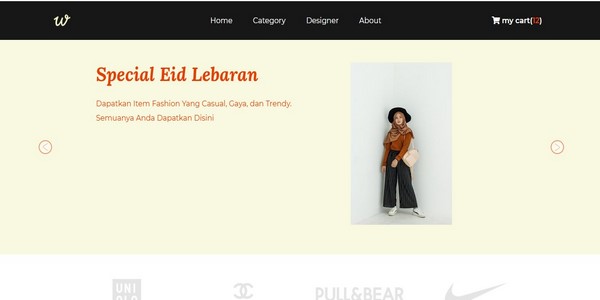 w
Home Category Designer About my cart(12)
Special Eid Lebaran
Dapatkan Item Fashion Yang Casual, Gaya, dan Trendy.
Semuanya Anda Dapatkan Disini
UNI
QLO
PULL&BEAR